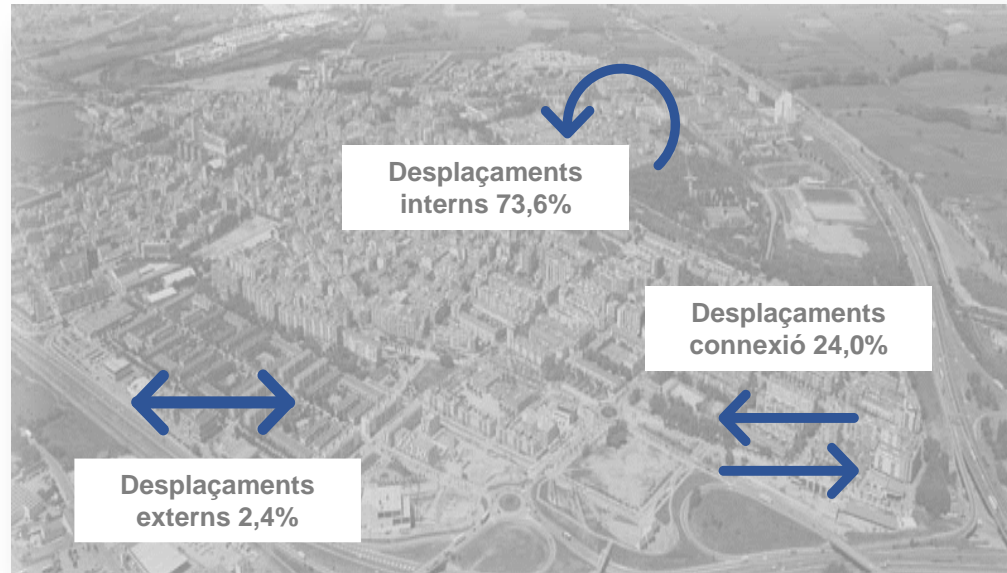 Desplaçaments
interns 73,6%
Desplaçaments
connexió 24,0%
Desplaçaments
externs 2,4%